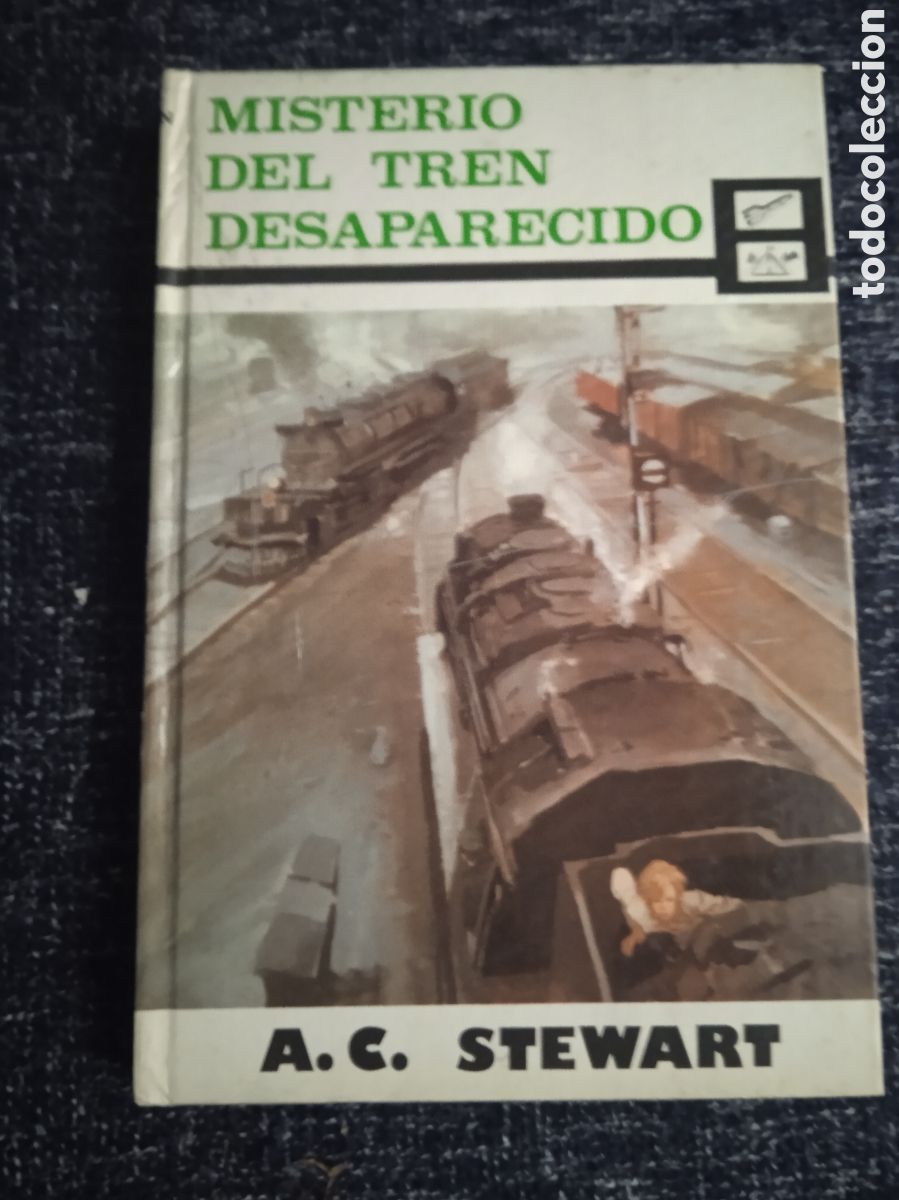 MISTERIO
DEL TREN
DESAPARECIDO
A.C. STEWART
todocoleccion